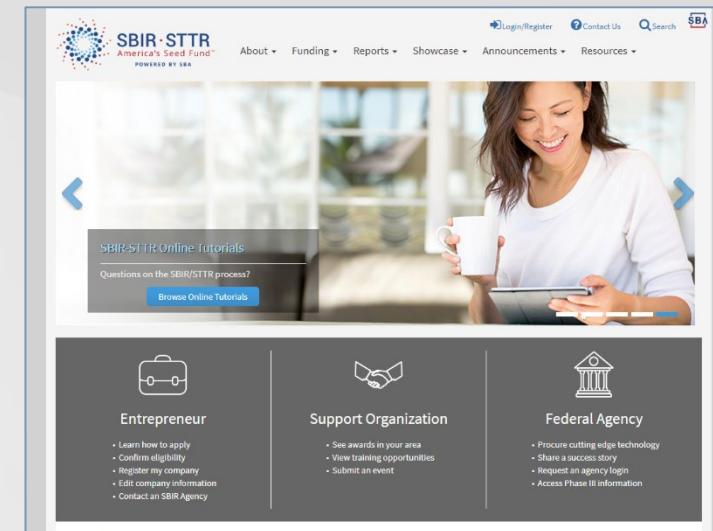 Login/Register Contact Us Search SBA
SBIR·STTR
America's Seed Fund™
POWERED BY SBA
About Funding Reports Showcase Announcements Resources
SBIR-STTR Online Tutorials
Questions on the SBIR/STTR process?
Browse Online Tutorials
Entrepreneur
• Learn how to apply
• Confirm eligibility
• Register my company
• Edit company information
• Contact an SBIR Agency
Support Organization
• See awards in your area
• View training opportunities
• Submit an event
Federal Agency
• Procure cutting edge technology
• Share a success story
• Request an agency login
• Access Phase III information